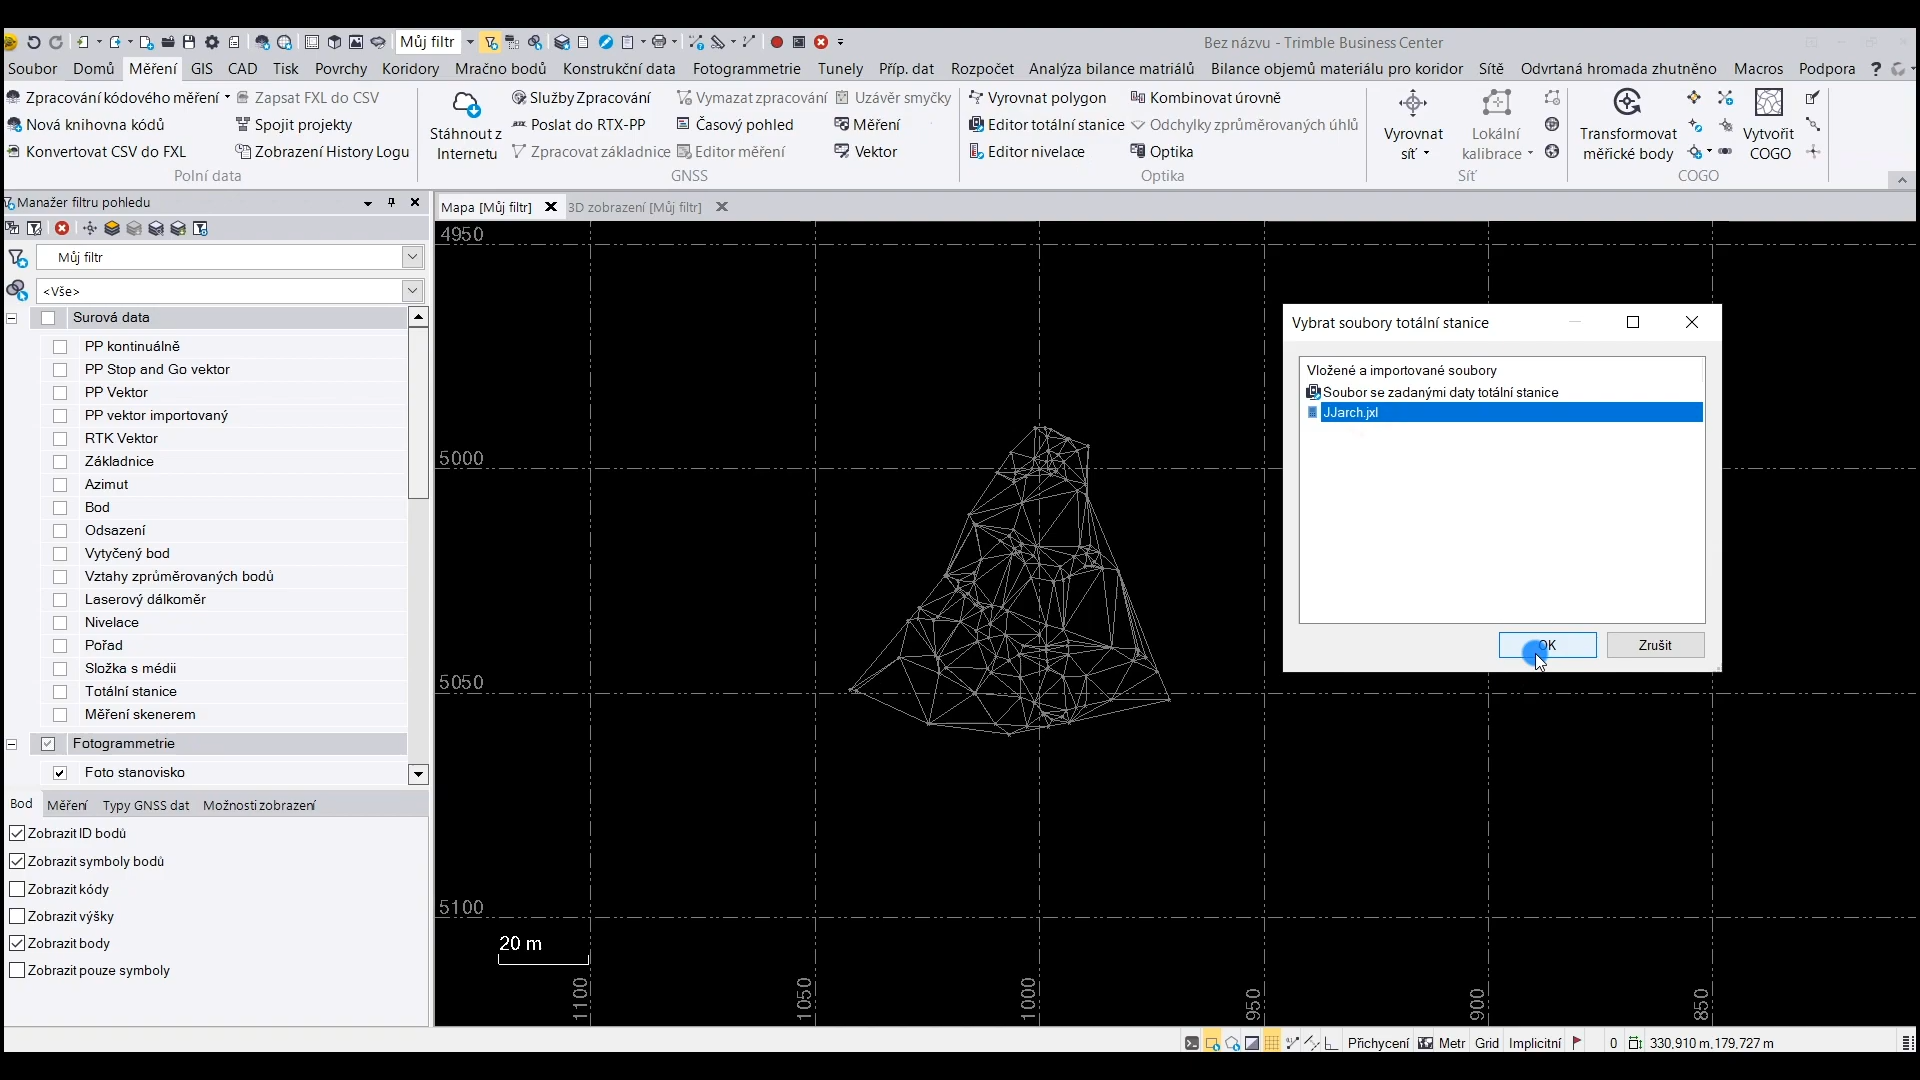 Můj filtr
Bez názvu - Trimble Business Center
Soubor Domů Měření GIS CAD Tisk Povrchy Koridory Mračno bodů Konstrukční data Fotogrammetrie Tunely Příp. dat Rozpočet Analýza bilance matriálů Bilance objemů materiálu pro koridor Sítě Odvrtaná hromada zhutněno Macros Podpora ?
Zpracování kódového měření
Nová knihovna kódů
Konvertovat CSV do FXL
Zapsat FXL do CSV
Spojit projekty
Zobrazení History Logu
Polní data
Stáhnout z
Internetu
Služby Zpracování
Poslat do RTX-PP
Zpracovat základnice
Vymazat zpracování
Časový pohled
Editor měření
Uzávěr smyčky
Měření
Vektor
GNSS
Vyrovnat polygon
Editor totální stanice
Editor nivelace
Kombinovat úrovně
Odchylky zprůměrovaných úhlů
Optika
Optika
Vyrovnat
síť
Lokální
kalibrace
Síť
Transformovat
měřické body
Vytvořit
COGO
COGO
Manažer filtru pohledu
Můj filtr
<Vše>
Surová data
PP kontinuálně
PP Stop and Go vektor
PP Vektor
PP vektor importovaný
RTK Vektor
Základnice
Azimut
Bod
Odsazení
Vytyčený bod
Vztahy zprůměrovaných bodů
Laserový dálkoměr
Nivelace
Pořad
Složka s médii
Totální stanice
Měření skenerem
Fotogrammetrie
Foto stanovisko
Bod Měření Typy GNSS dat Možnosti zobrazení
Zobrazit ID bodů
Zobrazit symboly bodů
Zobrazit kódy
Zobrazit výšky
Zobrazit body
Zobrazit pouze symboly
Mapa [Můj filtr]
3D zobrazení [Můj filtr]
4950
5000
5050
5100
20 m
1100
1050
1000
950
900
850
Vybrat soubory totální stanice
Vložené a importované soubory
Soubor se zadanými daty totální stanice
JJarch.jxl
OK
Zrušit
Přichycení Metr Grid Implicitní 0 330,910 m, 179,727 m